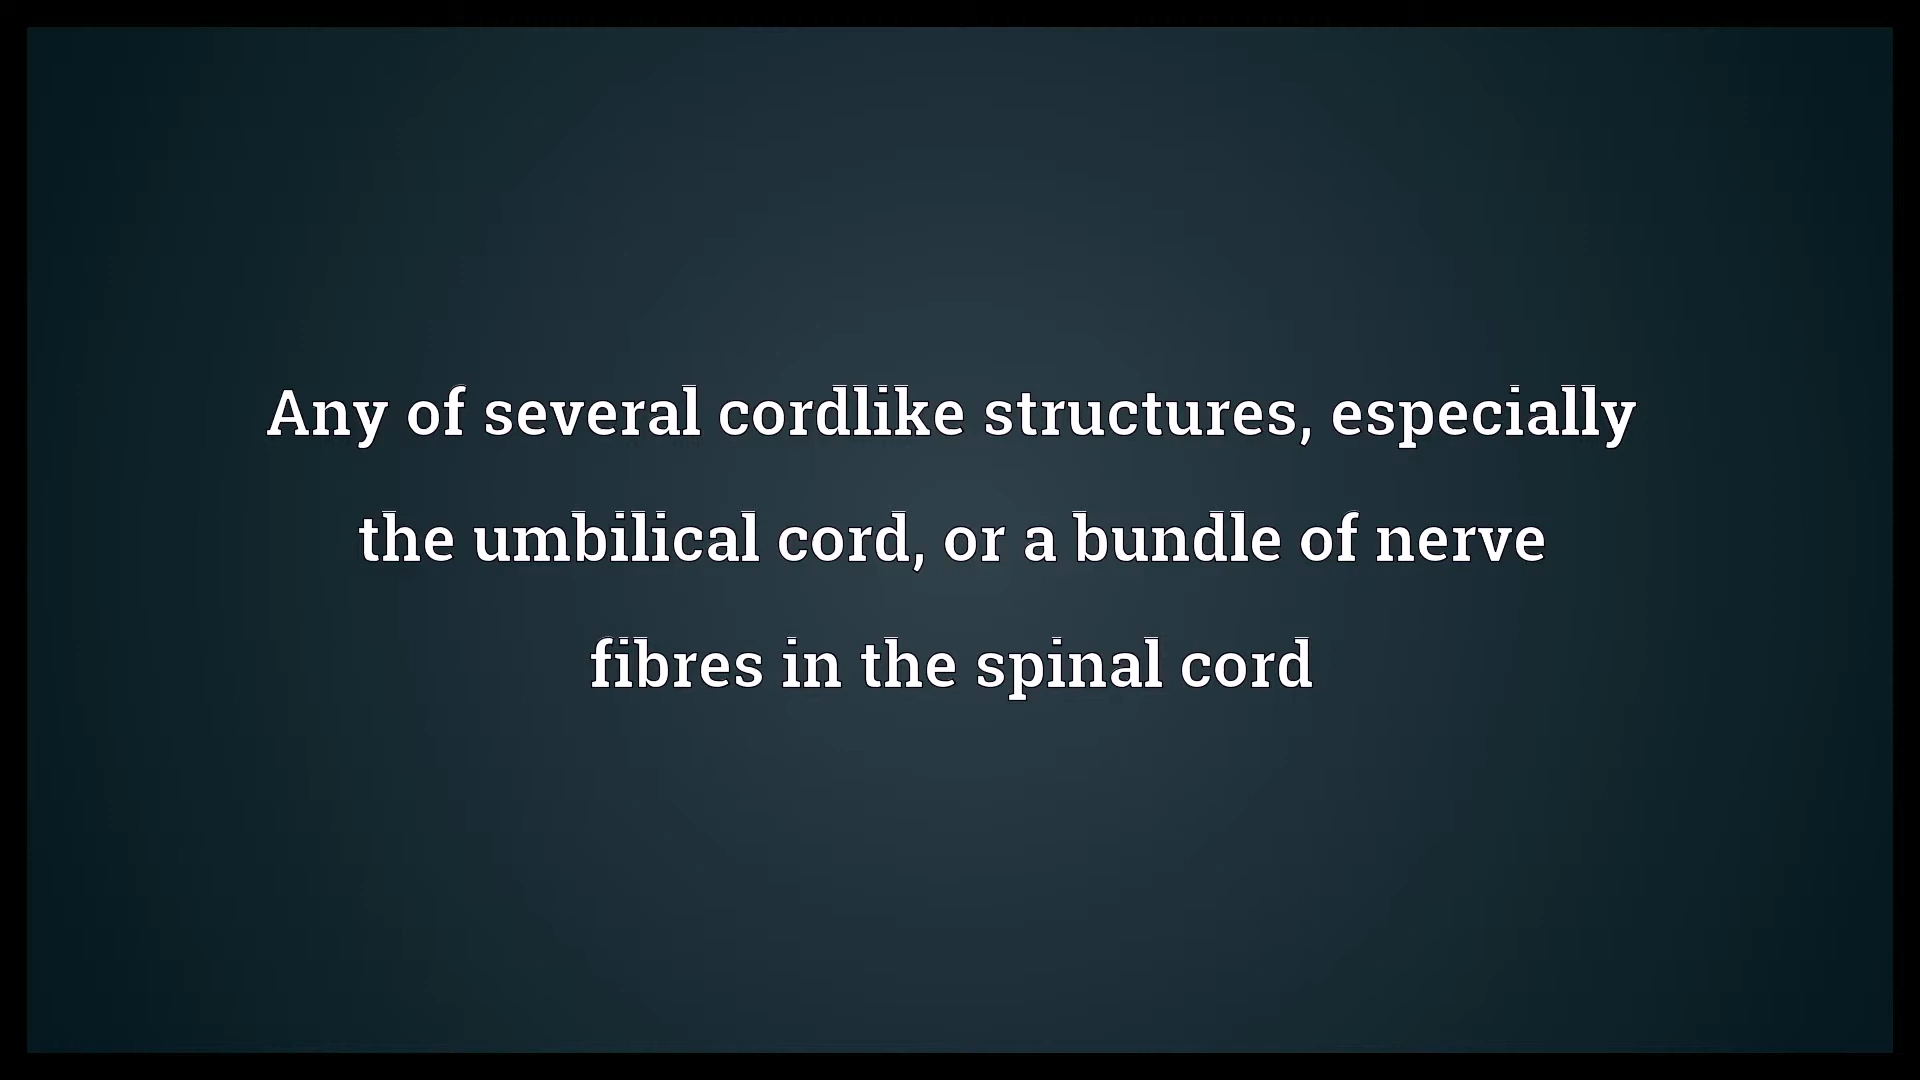 Any of several cordlike structures, especially
the umbilical cord, or a bundle of nerve
fibres in the spinal cord